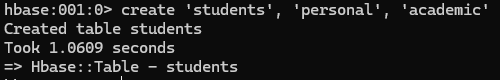 hbase:001:0> create 'students', 'personal', 'academic'
Created table students
Took 1.0609 seconds
=> Hbase::Table - students